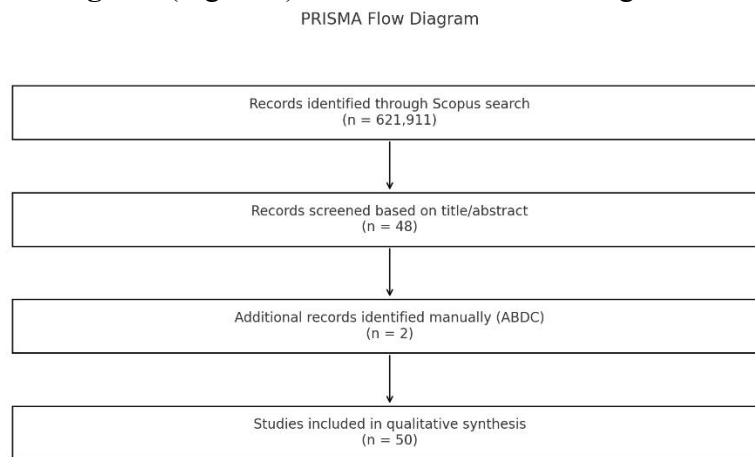 PRISMA Flow Diagram
Records identified through Scopus search
(n = 621,911)
Records screened based on title/abstract
(n = 48)
Additional records identified manually (ABDC)
(n = 2)
Studies included in qualitative synthesis
(n = 50)